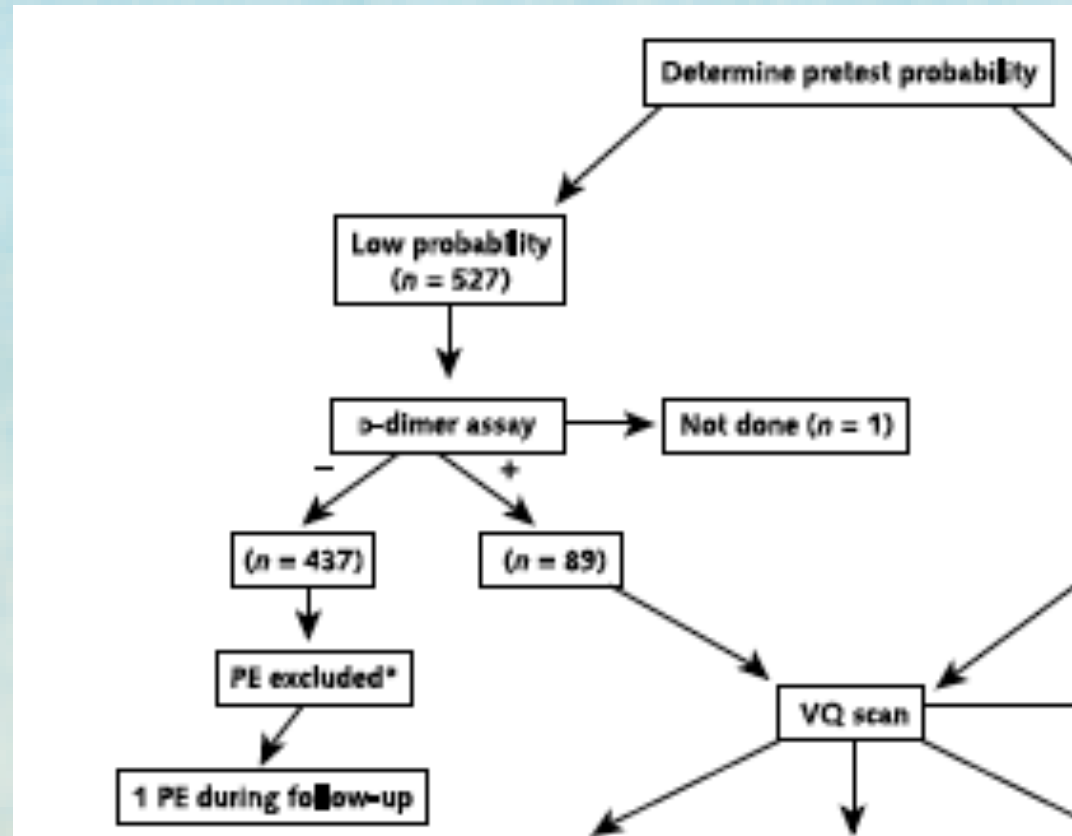 Determine pretest probability
Low probability
(n = 527)
D-dimer assay
Not done (n = 1)
−
+
(n = 437)
(n = 89)
PE excluded*
VQ scan
1 PE during follow-up